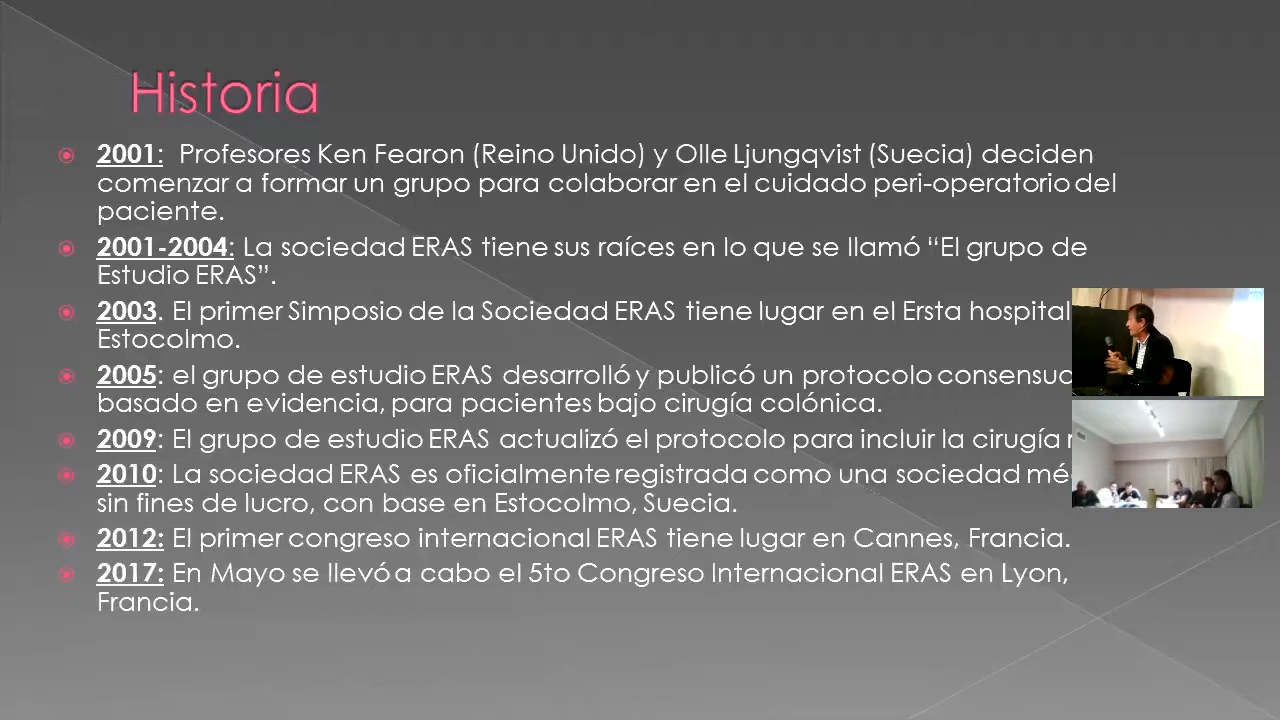 Historia
2001: Profesores Ken Fearon (Reino Unido) y Olle Ljungqvist (Suecia) deciden
comenzar a formar un grupo para colaborar en el cuidado peri-operatorio del
paciente.
2001-2004: La sociedad ERAS tiene sus raíces en lo que se llamó “El grupo de
Estudio ERAS”.
2003. El primer Simposio de la Sociedad ERAS tiene lugar en el Ersta hospital
Estocolmo.
2005: el grupo de estudio ERAS desarrolló y publicó un protocolo
basado en evidencia, para pacientes bajo cirugía colónica.
2009: El grupo de estudio ERAS actualizó el protocolo para incluir la cirugía
2010: La sociedad ERAS es oficialmente registrada como una sociedad
sin fines de lucro, con base en Estocolmo, Suecia.
2012: El primer congreso internacional ERAS tiene lugar en Cannes, Francia.
2017: En Mayo se llevó a cabo el 5to Congreso Internacional ERAS en Lyon,
Francia.